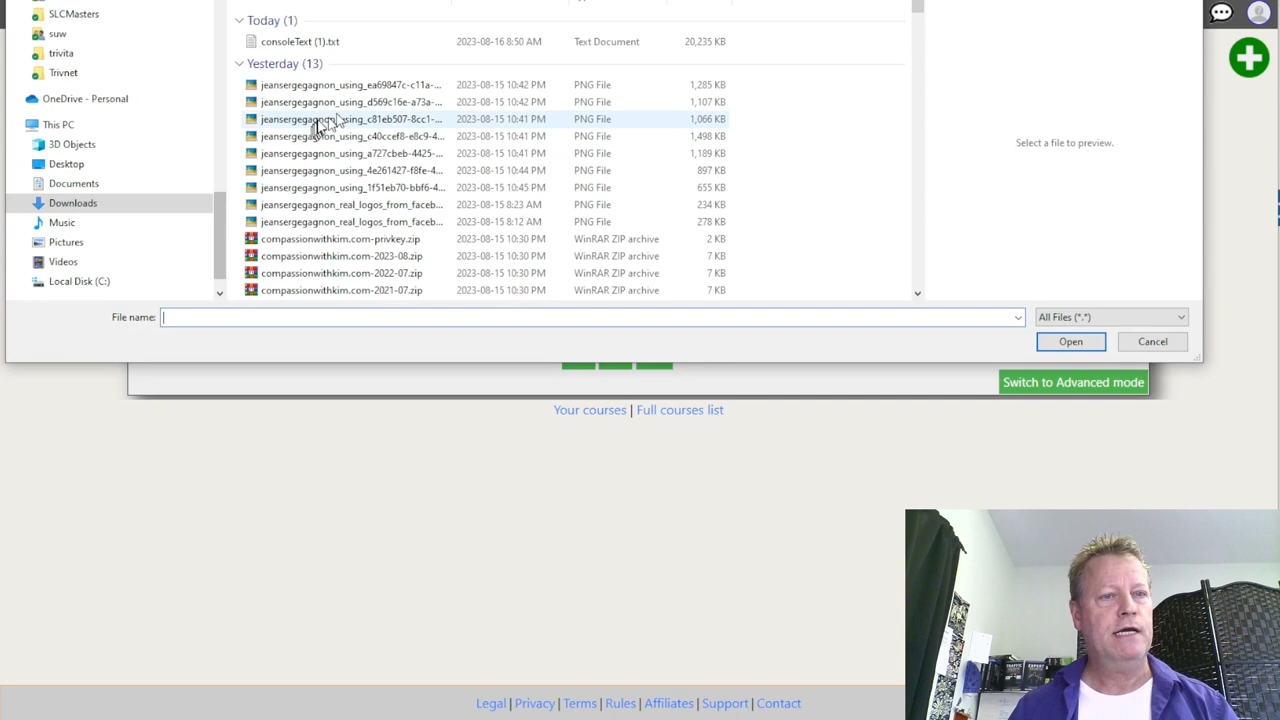 SLCMasters
suw
trivita
Trivnet
OneDrive - Personal
This PC
3D Objects
Desktop
Documents
Downloads
Music
Pictures
Videos
Local Disk (C:)
Today (1)
consoleText (1).txt 2023-08-16 8:50 AM Text Document 20,235 KB
Yesterday (13)
jeansergegagnon_using_ea69847c-c11a-... 2023-08-15 10:42 PM PNG File 1,285 KB
jeansergegagnon_using_d569c16e-a73a-... 2023-08-15 10:42 PM PNG File 1,107 KB
jeansergegagnon_using_c81eb507-8cc1-... 2023-08-15 10:41 PM PNG File 1,066 KB
jeansergegagnon_using_c40ccef8-e8c9-4... 2023-08-15 10:41 PM PNG File 1,498 KB
jeansergegagnon_using_a727cbeb-4425-... 2023-08-15 10:41 PM PNG File 1,189 KB
jeansergegagnon_using_4e261427-f8fe-4... 2023-08-15 10:44 PM PNG File 897 KB
jeansergegagnon_using_1f51eb70-bbf6-4... 2023-08-15 10:45 PM PNG File 655 KB
jeansergegagnon_real_logos_from_faceb... 2023-08-15 8:23 AM PNG File 234 KB
jeansergegagnon_real_logos_from_faceb... 2023-08-15 8:12 AM PNG File 278 KB
compassionwithkim.com-privkey.zip 2023-08-15 10:30 PM WinRAR ZIP archive 2 KB
compassionwithkim.com-2023-08.zip 2023-08-15 10:30 PM WinRAR ZIP archive 7 KB
compassionwithkim.com-2022-07.zip 2023-08-15 10:30 PM WinRAR ZIP archive 7 KB
compassionwithkim.com-2021-07.zip 2023-08-15 10:30 PM WinRAR ZIP archive 7 KB
Select a file to preview.
File name:
All Files (*.*)
Open
Cancel
Switch to Advanced mode
Your courses | Full courses list
Legal | Privacy | Terms | Rules | Affiliates | Support | Contact
TRAFFIC
EXPERT